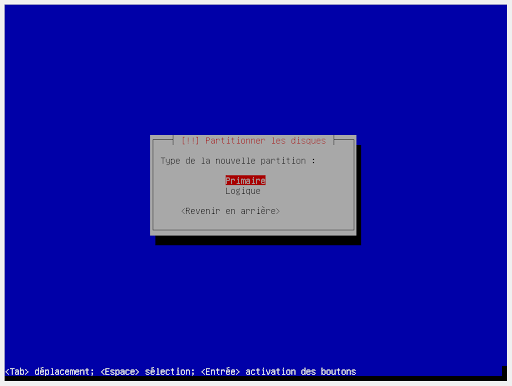 [!!] Partitionner les disques
Type de la nouvelle partition :
Primaire
Logique
<Revenir en arrière>
<Tab> déplacement; <Espace> sélection; <Entrée> activation des boutons